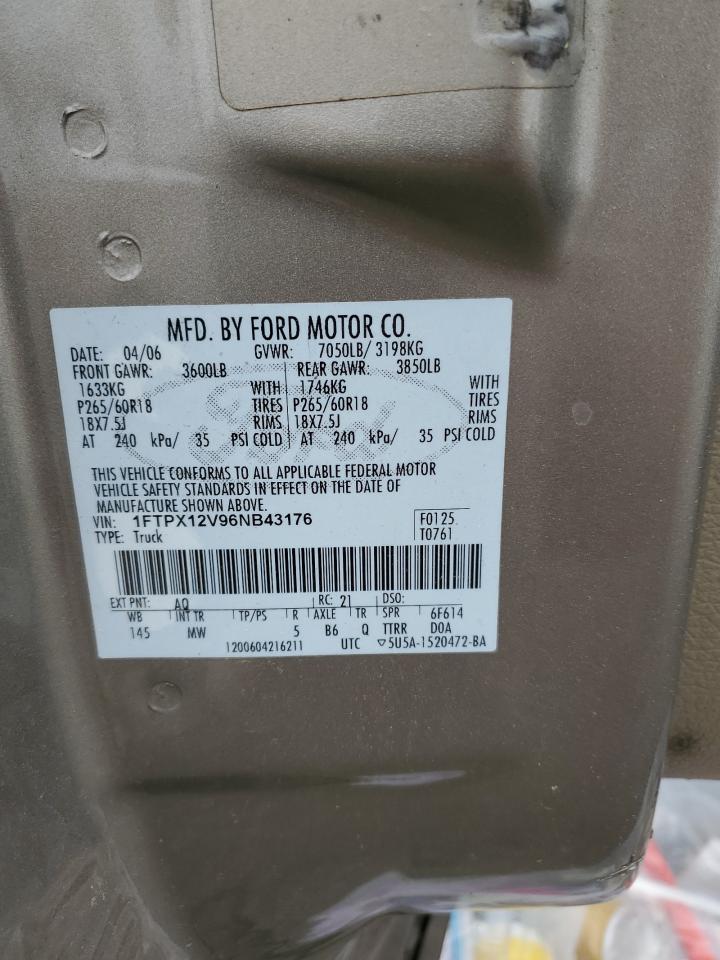 MFD. BY FORD MOTOR CO.
DATE: 04/06 GVWR: 7050LB/ 3198KG
FRONT GAWR: 3600LB REAR GAWR: 3850LB
1633KG WITH 1746KG WITH
P265/60R18 TIRES P265/60R18 TIRES
18X7.5J RIMS 18X7.5J RIMS
AT 240 kPa/ 35 PSI COLD AT 240 kPa/ 35 PSI COLD
Ford
THIS VEHICLE CONFORMS TO ALL APPLICABLE FEDERAL MOTOR
VEHICLE SAFETY STANDARDS IN EFFECT ON THE DATE OF
MANUFACTURE SHOWN ABOVE.
VIN: 1FTPX12V96NB43176 F0125
TYPE: Truck T0761
EXT PNT: AQ RC: 21 DSO:
WB INT TR TP/PS R AXLE TR SPR 6F614
145 MW 5 B6 Q TTRR DOA
1200604216211 UTC ▽5U5A-1520472-BA